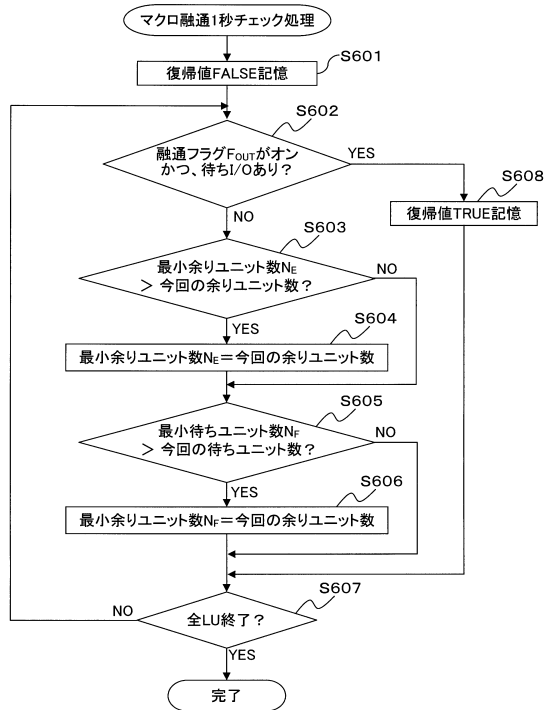 マクロ融通1秒チェック処理
S601
復帰値FALSE記憶
S602
融通フラグFOUTがオン
かつ、待ちI/Oあり？
YES
S608
復帰値TRUE記憶
NO
S603
最小余りユニット数NE
＞ 今回の余りユニット数？
NO
YES
S604
最小余りユニット数NE＝今回の余りユニット数
S605
最小待ちユニット数NF
＞ 今回の待ちユニット数？
NO
YES
S606
最小余りユニット数NF＝今回の余りユニット数
S607
NO
全LU終了？
YES
完了